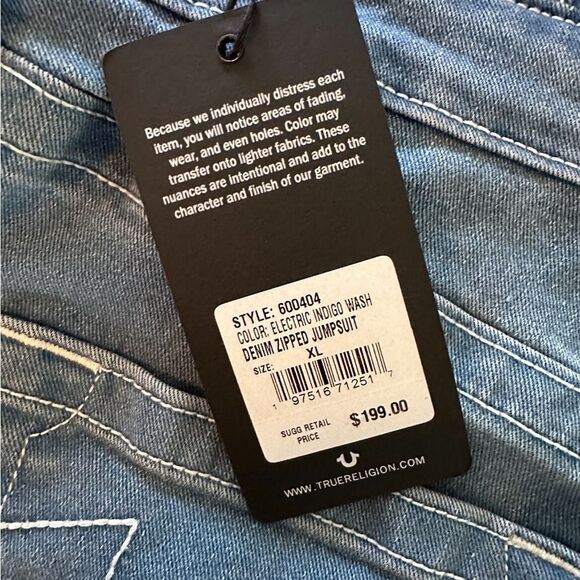 Because we individually distress each
item, you will notice areas of fading,
wear, and even holes. Color may
transfer onto lighter fabrics. These
nuances are intentional and add to the
character and finish of our garment.
STYLE: 600404
COLOR: ELECTRIC INDIGO WASH
DENIM ZIPPED JUMPSUIT
SIZE: XL
1 97516 71251 7
SUGG RETAIL
PRICE $199.00
WWW.TRUERELIGION.COM